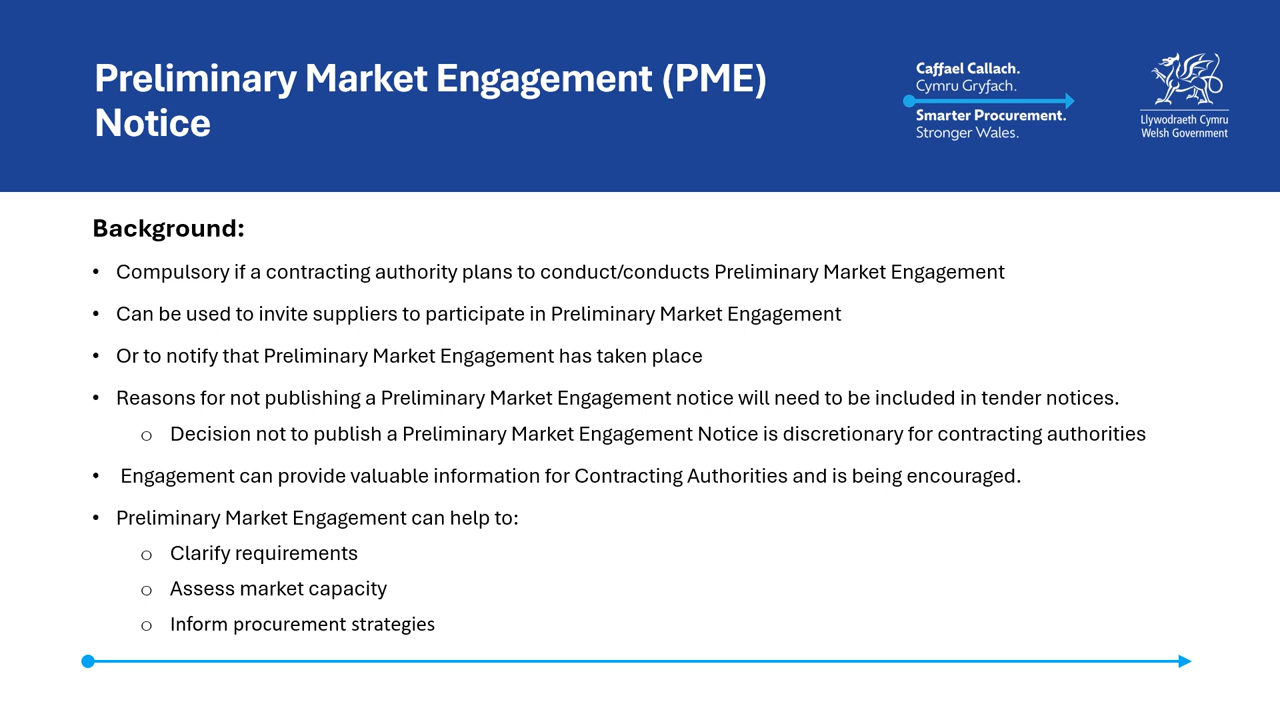 Preliminary Market Engagement (PME)
Notice
Caffael Callach.
Cymru Gryfach.
Smarter Procurement.
Stronger Wales.
Llywodraeth Cymru
Welsh Government
Background:
• Compulsory if a contracting authority plans to conduct/conducts Preliminary Market Engagement
• Can be used to invite suppliers to participate in Preliminary Market Engagement
• Or to notify that Preliminary Market Engagement has taken place
• Reasons for not publishing a Preliminary Market Engagement notice will need to be included in tender notices.
o Decision not to publish a Preliminary Market Engagement Notice is discretionary for contracting authorities
• Engagement can provide valuable information for Contracting Authorities and is being encouraged.
• Preliminary Market Engagement can help to:
o Clarify requirements
o Assess market capacity
o Inform procurement strategies